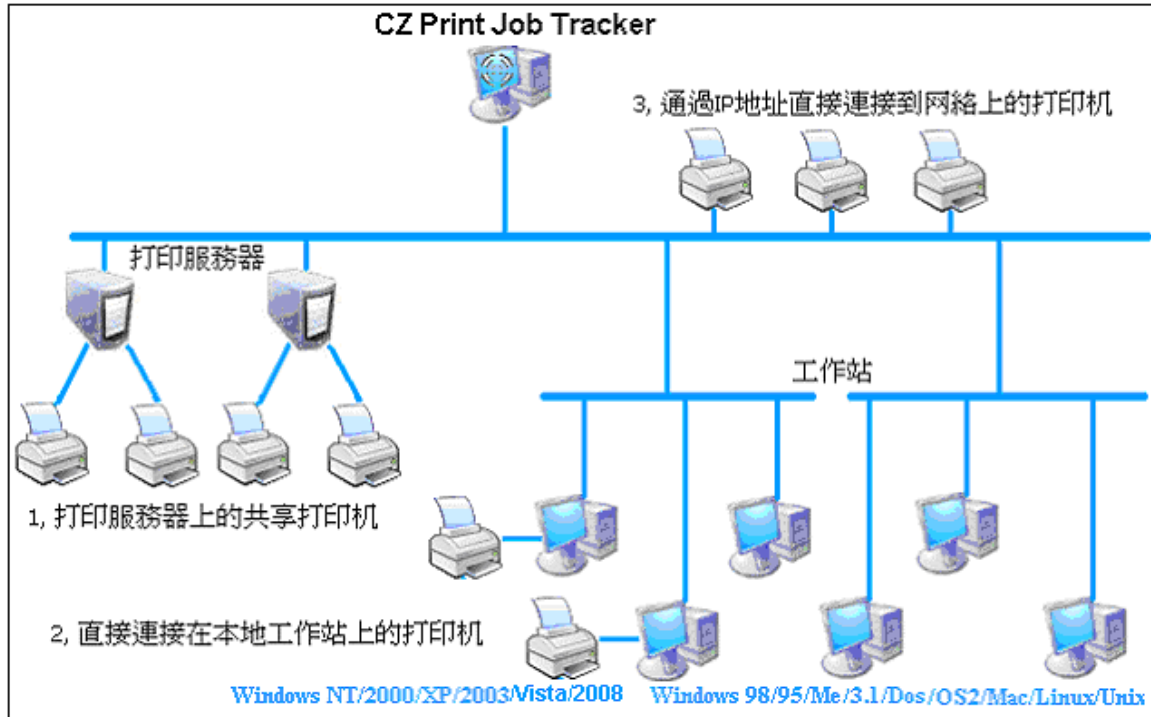 CZ Print Job Tracker
3, 通過IP地址直接連接到网絡上的打印机
打印服務器
工作站
1, 打印服務器上的共享打印机
2, 直接連接在本地工作站上的打印机
Windows NT/2000/XP/2003/Vista/2008
Windows 98/95/Me/3.1/Dos/OS2/Mac/Linux/Unix